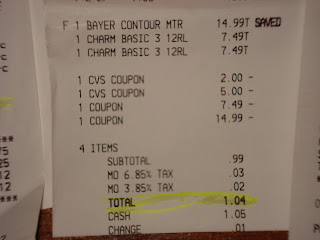 F 1 BAYER CONTOUR MTR 14.99T SAVED
1 CHARM BASIC 3 12RL 7.49T
1 CHARM BASIC 3 12RL 7.49T
1 CVS COUPON 2.00 -
1 CVS COUPON 5.00 -
1 COUPON 7.49 -
1 COUPON 14.99 -
4 ITEMS
SUBTOTAL .99
MO 6.85% TAX .03
MO 3.85% TAX .02
TOTAL 1.04
CASH 1.05
CHANGE .01